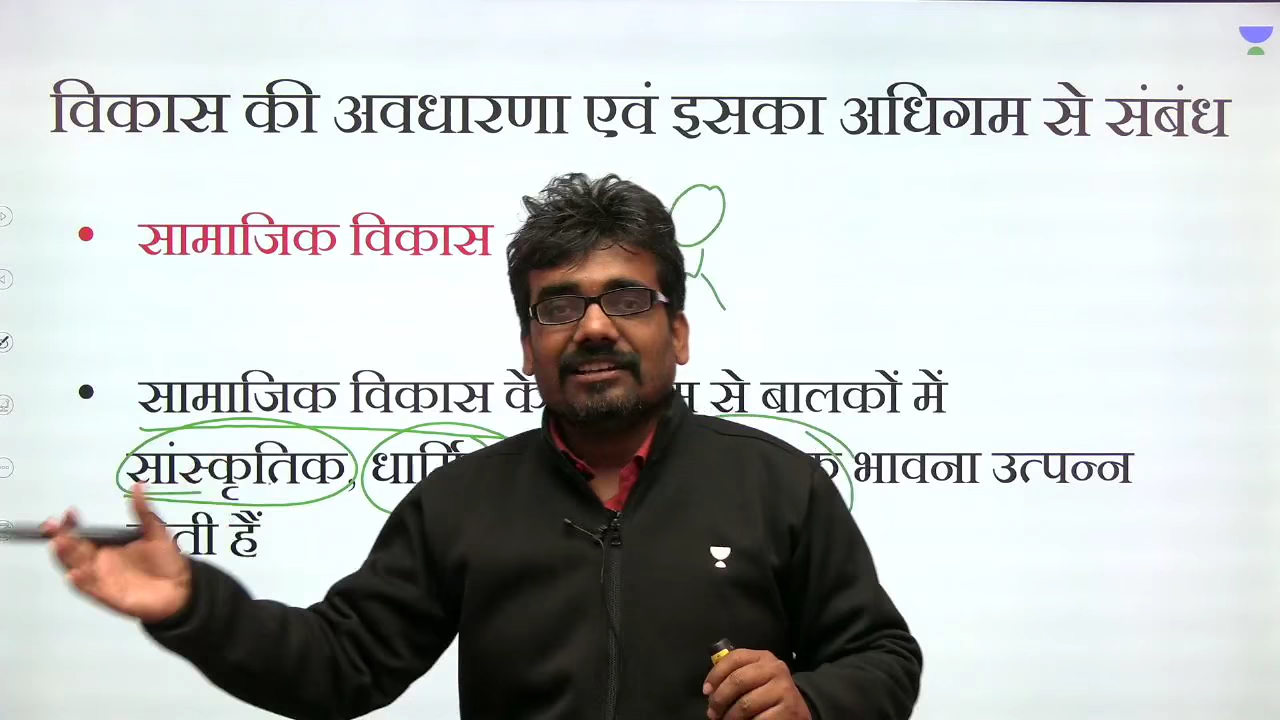 विकास की अवधारणा एवं इसका अधिगम से संबंध
• सामाजिक विकास
• सामाजिक विकास के से बालकों में
सांस्कृतिक, भावना उत्पन्न
हैं